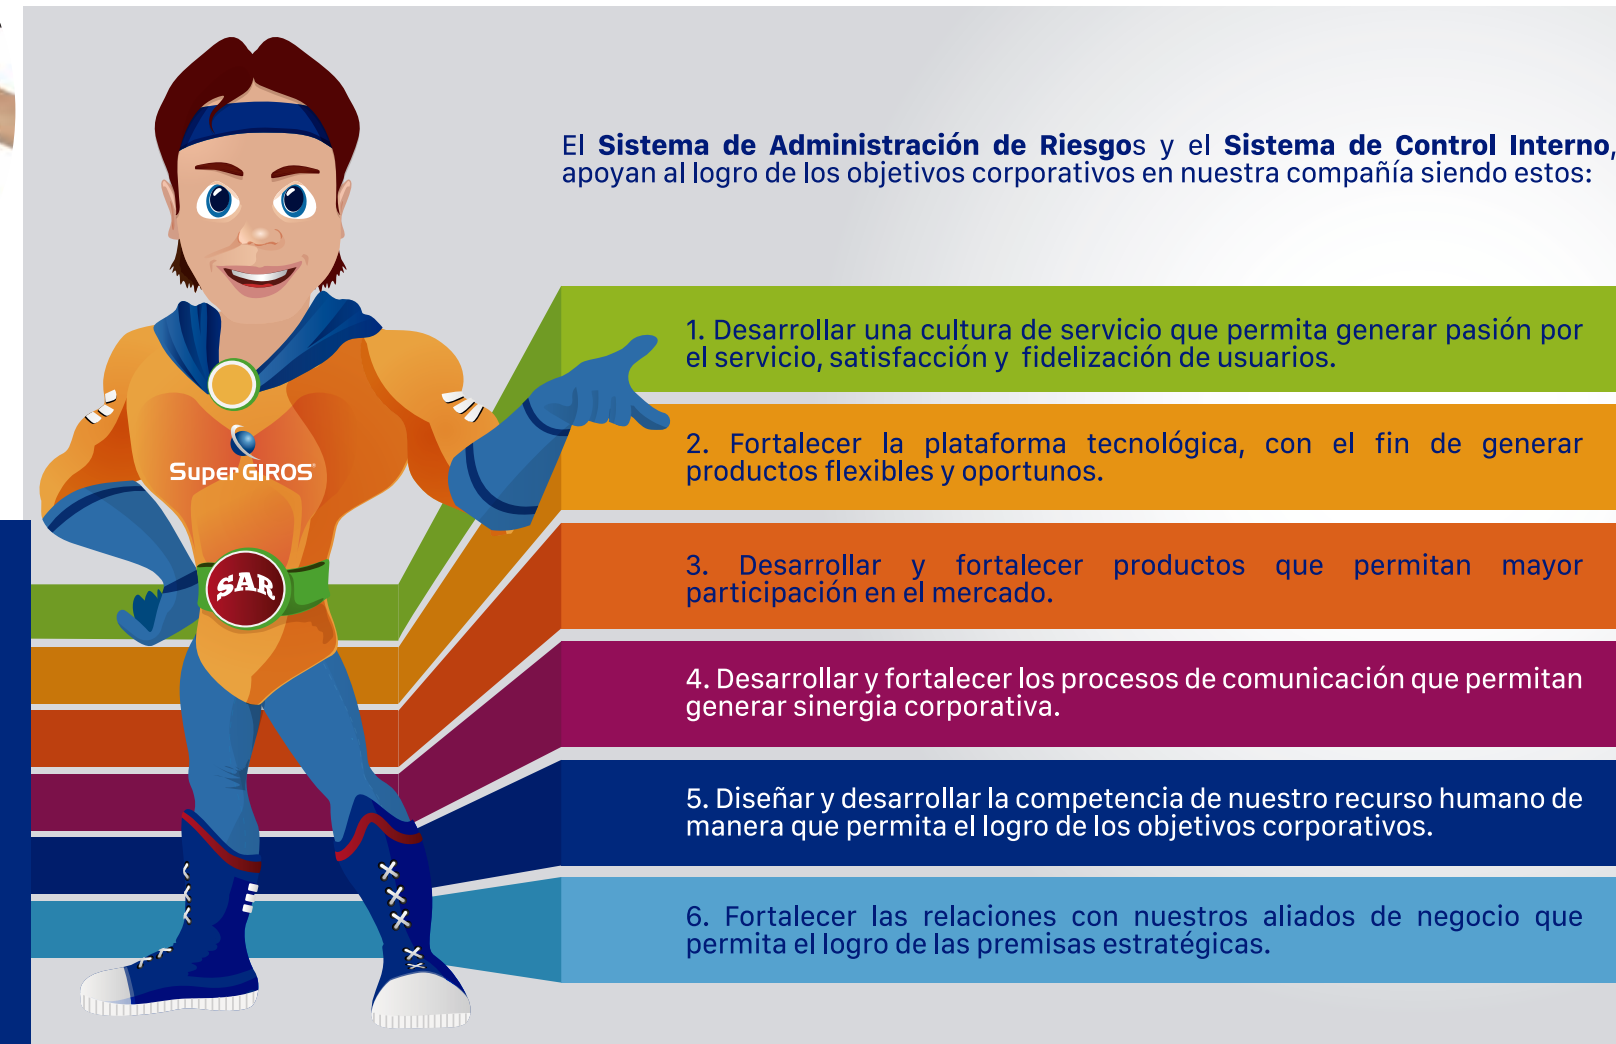 El Sistema de Administración de Riesgos y el Sistema de Control Interno,
apoyan al logro de los objetivos corporativos en nuestra compañía siendo estos:
1. Desarrollar una cultura de servicio que permita generar pasión por
el servicio, satisfacción y fidelización de usuarios.
2. Fortalecer la plataforma tecnológica, con el fin de generar
productos flexibles y oportunos.
SuperGIROS
3. Desarrollar y fortalecer productos que permitan mayor
participación en el mercado.
SAR
4. Desarrollar y fortalecer los procesos de comunicación que permitan
generar sinergia corporativa.
5. Diseñar y desarrollar la competencia de nuestro recurso humano de
manera que permita el logro de los objetivos corporativos.
6. Fortalecer las relaciones con nuestros aliados de negocio que
permita el logro de las premisas estratégicas.